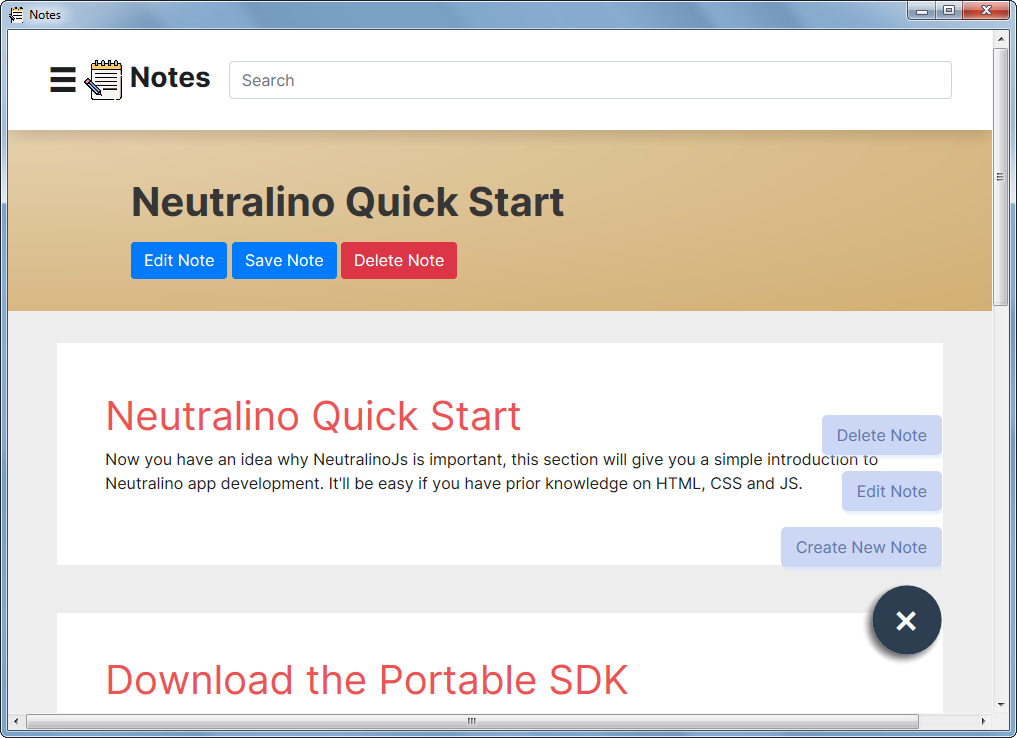 Notes
Notes
Search
Neutralino Quick Start
Edit Note
Save Note
Delete Note
Neutralino Quick Start
Now you have an idea why NeutralinoJs is important, this section will give you a simple introduction to
Neutralino app development. It'll be easy if you have prior knowledge on HTML, CSS and JS.
Delete Note
Edit Note
Create New Note
Download the Portable SDK